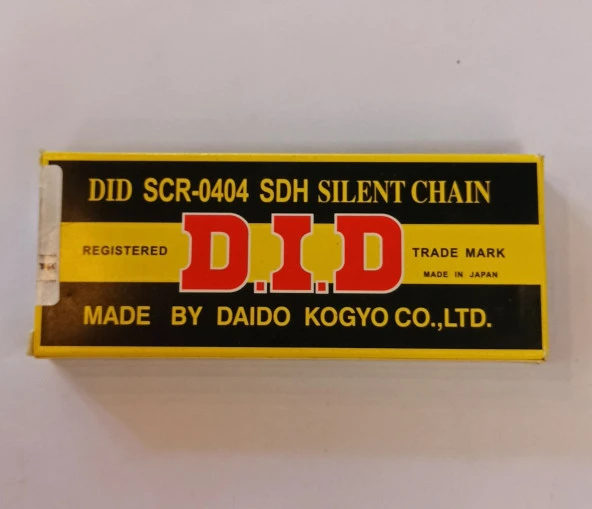 DID SCR-0404 SDH SILENT CHAIN
REGISTERED D.I.D TRADE MARK
MADE IN JAPAN
MADE BY DAIDO KOGYO CO.,LTD.